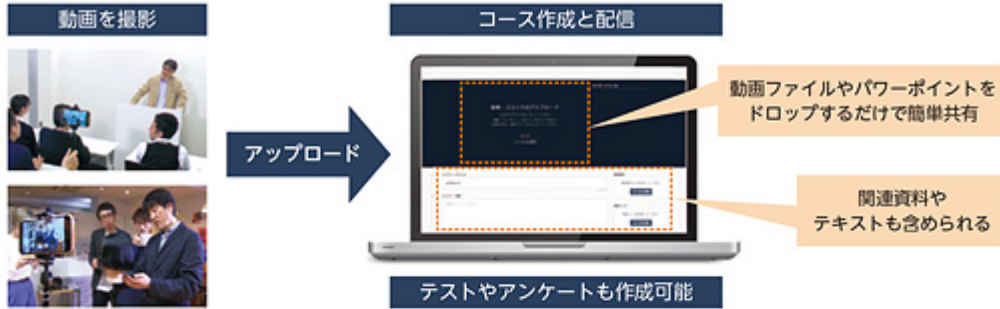 動画を撮影
コース作成と配信
アップロード
動画ファイルやパワーポイントを
ドロップするだけで簡単共有
関連資料や
テキストも含められる
テストやアンケートも作成可能